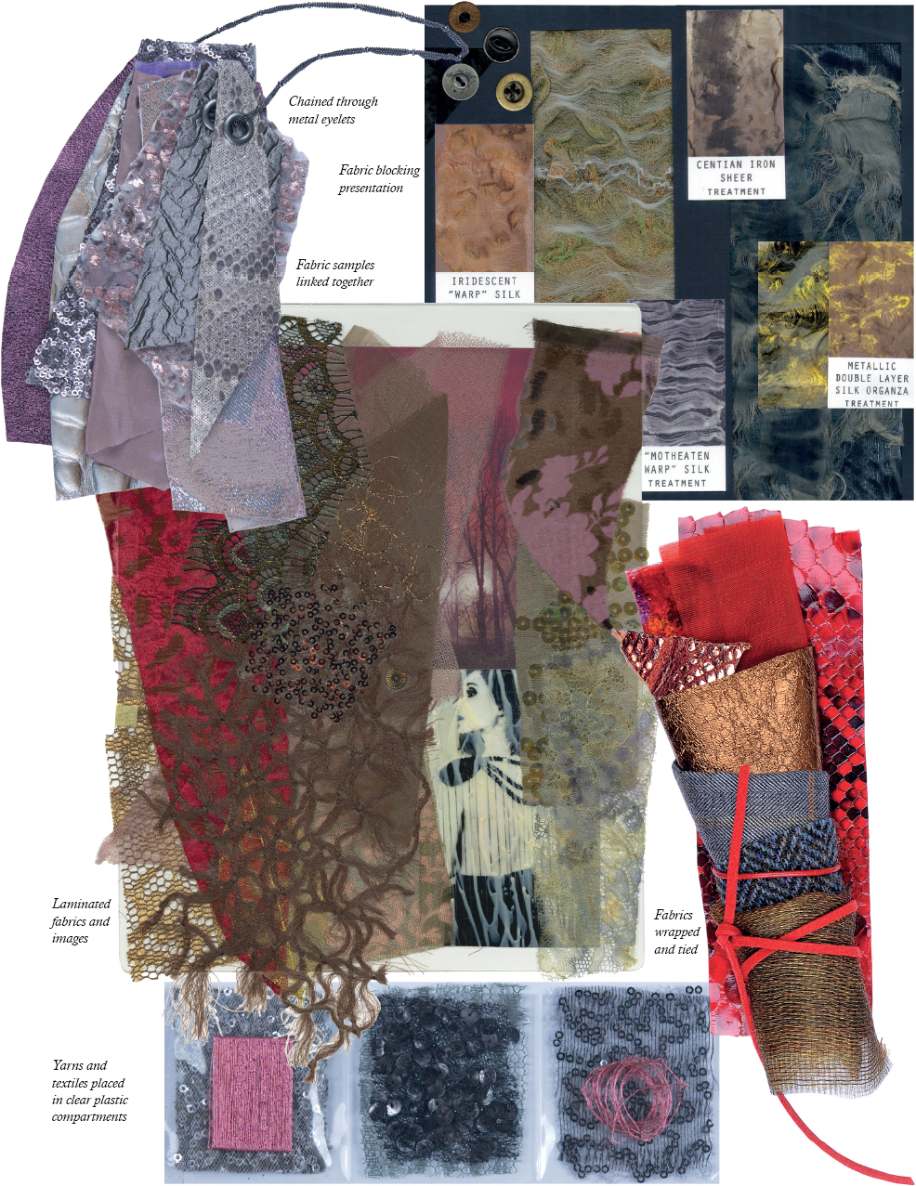 Chained through
metal eyelets
Fabric blocking
presentation
Fabric samples
linked together
CENTIAN IRON
SHEER
TREATMENT
IRIDESCENT
"WARP" SILK
METALLIC
DOUBLE LAYER
SILK ORGANZA
TREATMENT
"MOTHEATEN
WARP" SILK
TREATMENT
Laminated
fabrics and
images
Fabrics
wrapped
and tied
Yarns and
textiles placed
in clear plastic
compartments